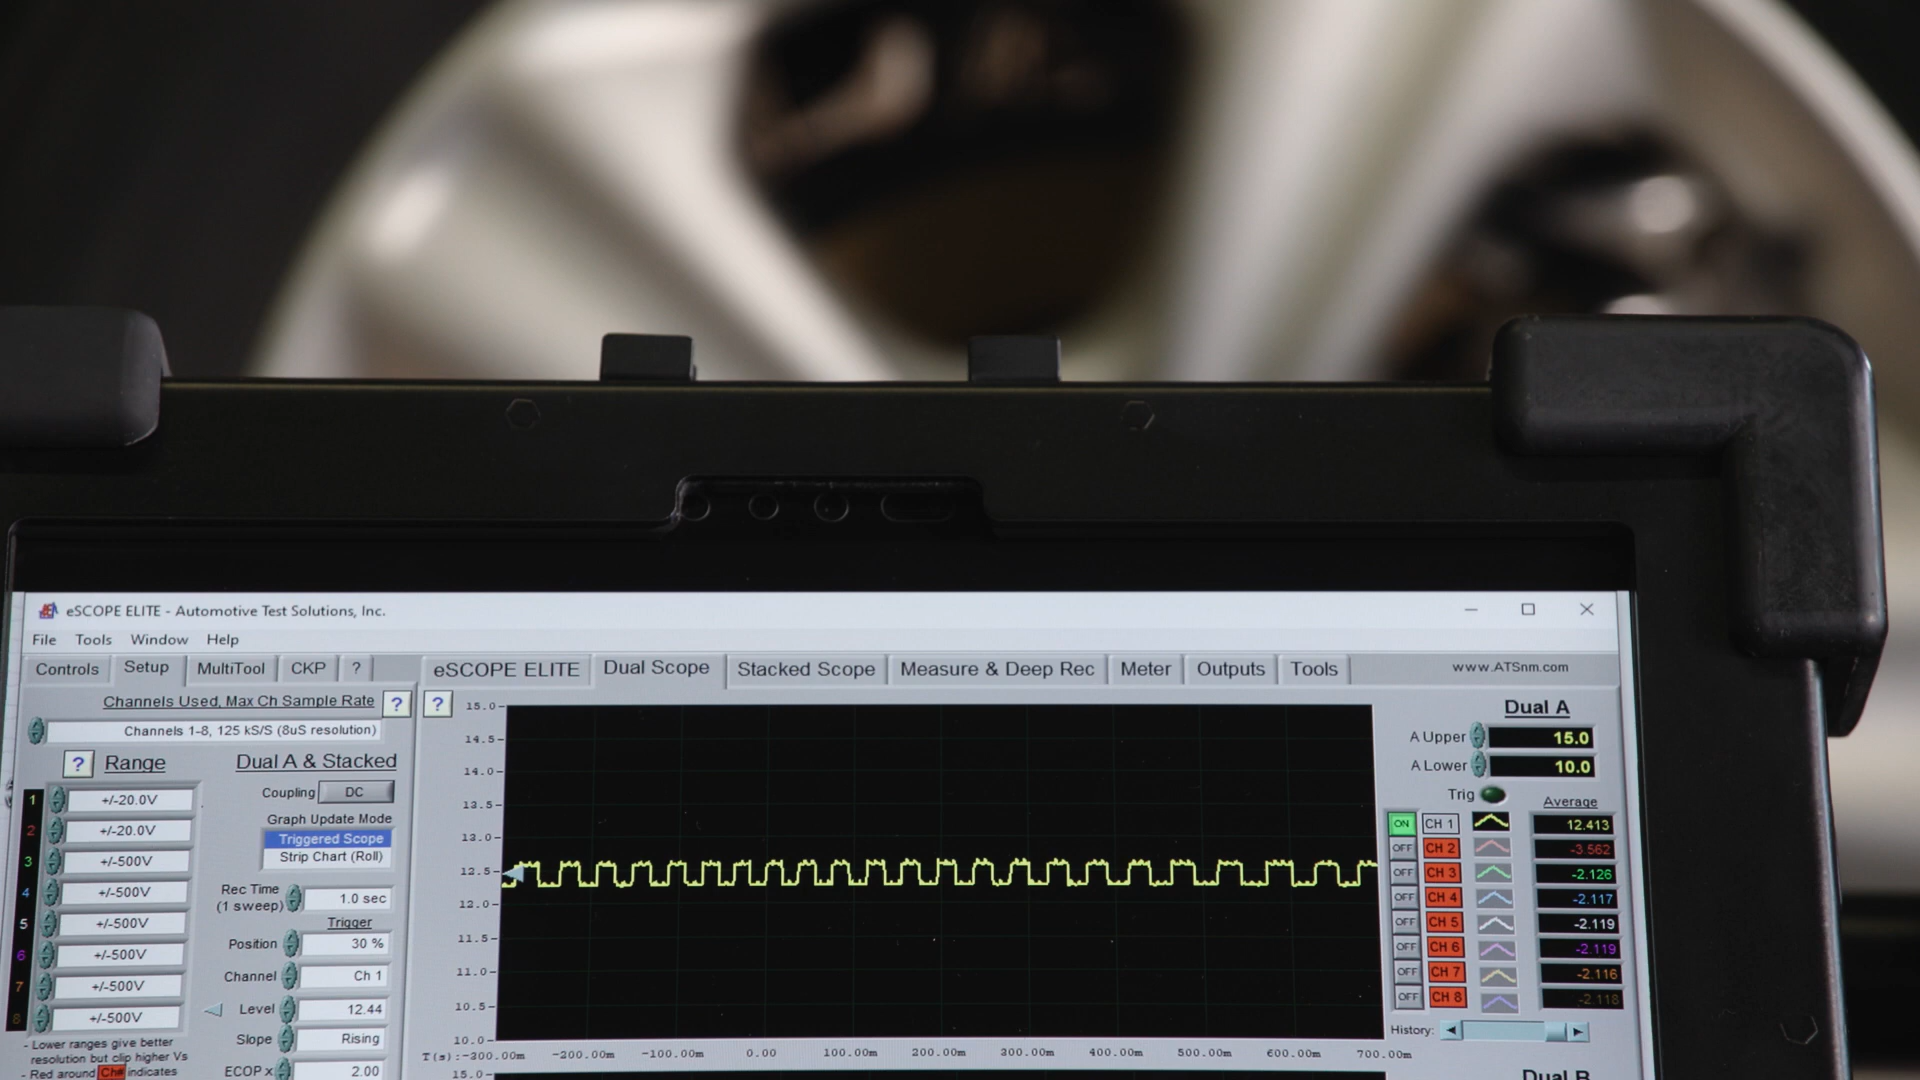 eSCOPE ELITE - Automotive Test Solutions, Inc.
File Tools Window Help
Controls Setup MultiTool CKP ?
eSCOPE ELITE Dual Scope Stacked Scope Measure & Deep Rec Meter Outputs Tools
www.ATSnm.com
Channels Used, Max Ch Sample Rate ?
Channels 1-8, 125 kS/S (8uS resolution)
? Range
1 +/-20.0V
2 +/-20.0V
3 +/-500V
4 +/-500V
5 +/-500V
6 +/-500V
7 +/-500V
8 +/-500V
- Lower ranges give better
resolution but clip higher Vs
- Red around Ch# indicates
Dual A & Stacked
Coupling DC
Graph Update Mode
Triggered Scope
Strip Chart (Roll)
Rec Time
(1 sweep) 1.0 sec
Trigger
Position 30 %
Channel Ch 1
Level 12.44
Slope Rising
ECOP x 2.00
?
15.0
14.5
14.0
13.5
13.0
12.5
12.0
11.5
11.0
10.5
10.0
T(s):-300.00m -200.00m -100.00m 0.00 100.00m 200.00m 300.00m 400.00m 500.00m 600.00m 700.00m
15.0
Dual A
A Upper 15.0
A Lower 10.0
Trig
Average
ON CH 1 12.413
OFF CH 2 -3.562
OFF CH 3 -2.126
OFF CH 4 -2.117
OFF CH 5 -2.119
OFF CH 6 -2.119
OFF CH 7 -2.116
OFF CH 8 -2.118
History:
Dual B